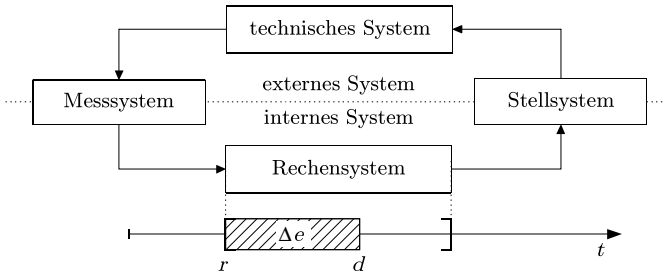 technisches System
externes System
Messsystem
Stellsystem
internes System
Rechensystem
Δe
t
r
d